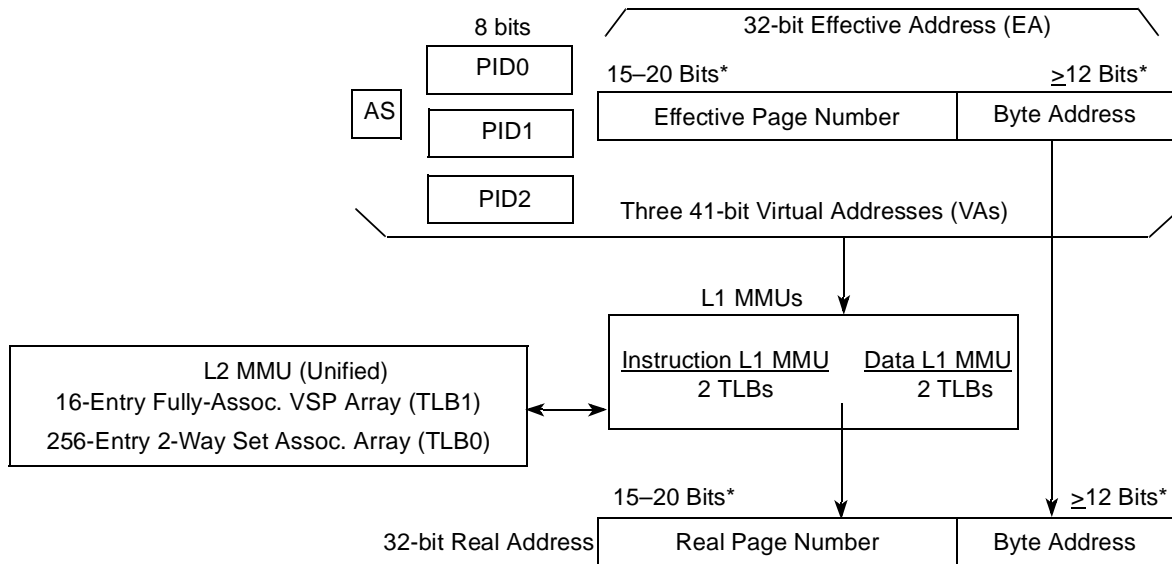 8 bits
32-bit Effective Address (EA)
PID0
15–20 Bits*
≥12 Bits*
AS
PID1
Effective Page Number
Byte Address
PID2
Three 41-bit Virtual Addresses (VAs)
L1 MMUs
L2 MMU (Unified)
16-Entry Fully-Assoc. VSP Array (TLB1)
256-Entry 2-Way Set Assoc. Array (TLB0)
Instruction L1 MMU
2 TLBs
Data L1 MMU
2 TLBs
15–20 Bits*
≥12 Bits*
32-bit Real Address
Real Page Number
Byte Address